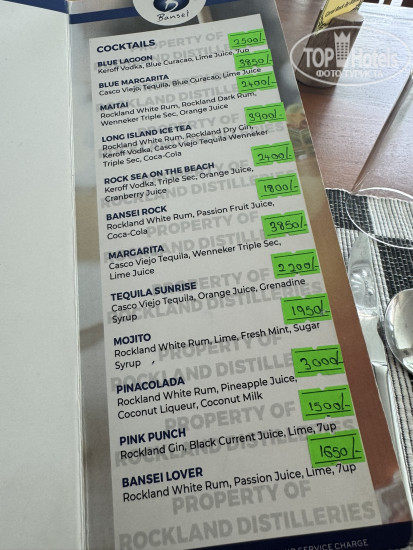 Bansei
TOP Hotels
COCKTAILS
2500/-
BLUE LAGOON
Keroff Vodka, Blue Curacao, Lime Juice, 7up
3850/-
BLUE MARGARITA
Casco Viejo, Tequila, Blue Curacao, Lime Juice
2400/-
MAITAI
Rockland White Rum, Rockland Dark Rum,
Wenneker Triple Sec, Orange Juice
3900/-
LONG ISLAND ICE TEA
Rockland White Rum, Rockland Dry Gin,
Keroff Vodka, Casco Viejo Tequila Wenneker
Triple Sec, Coca-Cola
2400/-
ROCK SEA ON THE BEACH
Keroff Vodka, Triple Sec, Orange Juice,
Cranberry Juice
1800/-
BANSEI ROCK
Rockland White Rum, Passion Fruit Juice,
Coca-Cola
3850/-
MARGARITA
Casco Viejo Tequila, Wenneker Triple Sec,
Lime Juice
2200/-
TEQUILA SUNRISE
Casco Viejo Tequila, Orange Juice, Grenadine
Syrup
1950/-
MOJITO
Rockland White Rum, Lime, Fresh Mint, Sugar
Syrup
3000/-
PINACOLADA
Rockland White Rum, Pineapple Juice,
Coconut Liqueur, Coconut Milk
1500/-
PINK PUNCH
Rockland Gin, Black Current Juice, Lime, 7up
1650/-
BANSEI LOVER
Rockland White Rum, Passion Juice, Lime, 7up
PROPERTY OF
ROCKLAND DISTILLERIES
SERVICE CHARGE